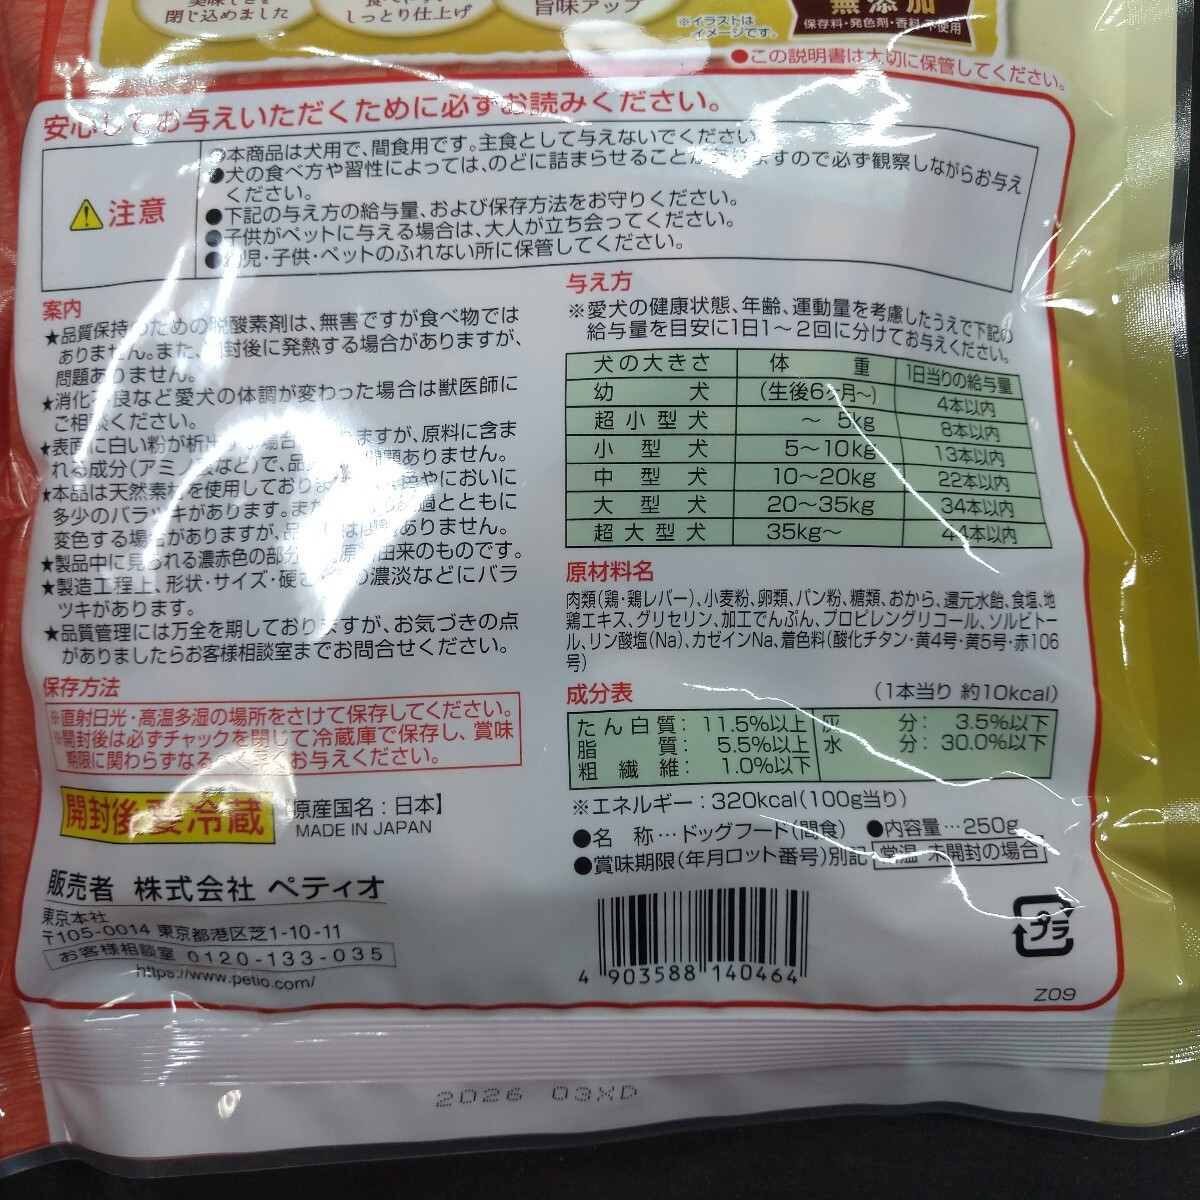 閉じ込めました
しっとり仕上げ
旨味アップ
※イラストは
イメージです。
無添加
保存料・発色剤・香料 不使用
●この説明書は大切に保管してください。
安心してお与えいただくために必ずお読みください。
⚠注意
●本商品は犬用で、間食用です。主食として与えないでください
●犬の食べ方や習性によっては、のどに詰まらせることがありますので必ず観察しながらお与え
ください。
●下記の与え方の給与量、および保存方法をお守りください。
●子供がペットに与える場合は、大人が立ち会ってください。
●幼児・子供・ペットのふれない所に保管してください。
案内
★品質保持のための脱酸素剤は、無害ですが食べ物では
ありません。また、開封後に発熱する場合がありますが、
問題ありません。
★消化不良など愛犬の体調が変わった場合は獣医師に
ご相談ください。
★表面に白い粉が析出する場合がありますが、原料に含ま
れる成分(アミノ酸など)で、品 問題ありません。
★本品は天然素材を使用しており 色やにおいに
多少のバラツキがあります。また 過とともに
変色する場合がありますが、品 ありません。
★製品中に見られる濃赤色の部分 原料由来のものです。
★製造工程上、形状・サイズ・硬さ の濃淡などにバラ
ツキがあります。
★品質管理には万全を期しておりますが、お気づきの点
がありましたらお客様相談室までお問合せください。
保存方法
※直射日光・高温多湿の場所をさけて保存してください。
※開封後は必ずチャックを閉じて冷蔵庫で保存し、賞味
期限に関わらずなるべく早くお与えください。
開封後要冷蔵
【原産国名：日本】
MADE IN JAPAN
販売者 株式会社 ペティオ
東京本社
〒105-0014 東京都港区芝1-10-11
お客様相談室 0120-133-035
https://www.petio.com/
与え方
※愛犬の健康状態、年齢、運動量を考慮したうえで下記の
給与量を目安に1日1〜2回に分けてお与えください。
犬の大きさ 体重 1日当りの給与量
幼犬 (生後6ヶ月〜) 4本以内
超小型犬 〜5kg 8本以内
小型犬 5〜10kg 13本以内
中型犬 10〜20kg 22本以内
大型犬 20〜35kg 34本以内
超大型犬 35kg〜 44本以内
原材料名
肉類(鶏・鶏レバー)、小麦粉、卵類、パン粉、糖類、おから、還元水飴、食塩、地
鶏エキス、グリセリン、加工でんぷん、プロピレングリコール、ソルビトー
ル、リン酸塩(Na)、カゼインNa、着色料(酸化チタン・黄4号・黄5号・赤106
号)
成分表 (1本当り 約10kcal)
たん白質：11.5%以上 灰分：3.5%以下
脂質：5.5%以上 水分：30.0%以下
粗繊維：1.0%以下
※エネルギー：320kcal(100g当り)
●名称…ドッグフード(間食) ●内容量…250g
●賞味期限(年月ロット番号)別記 常温・未開封の場合
4 903588 140464
プラ
Z09
2026 03XD